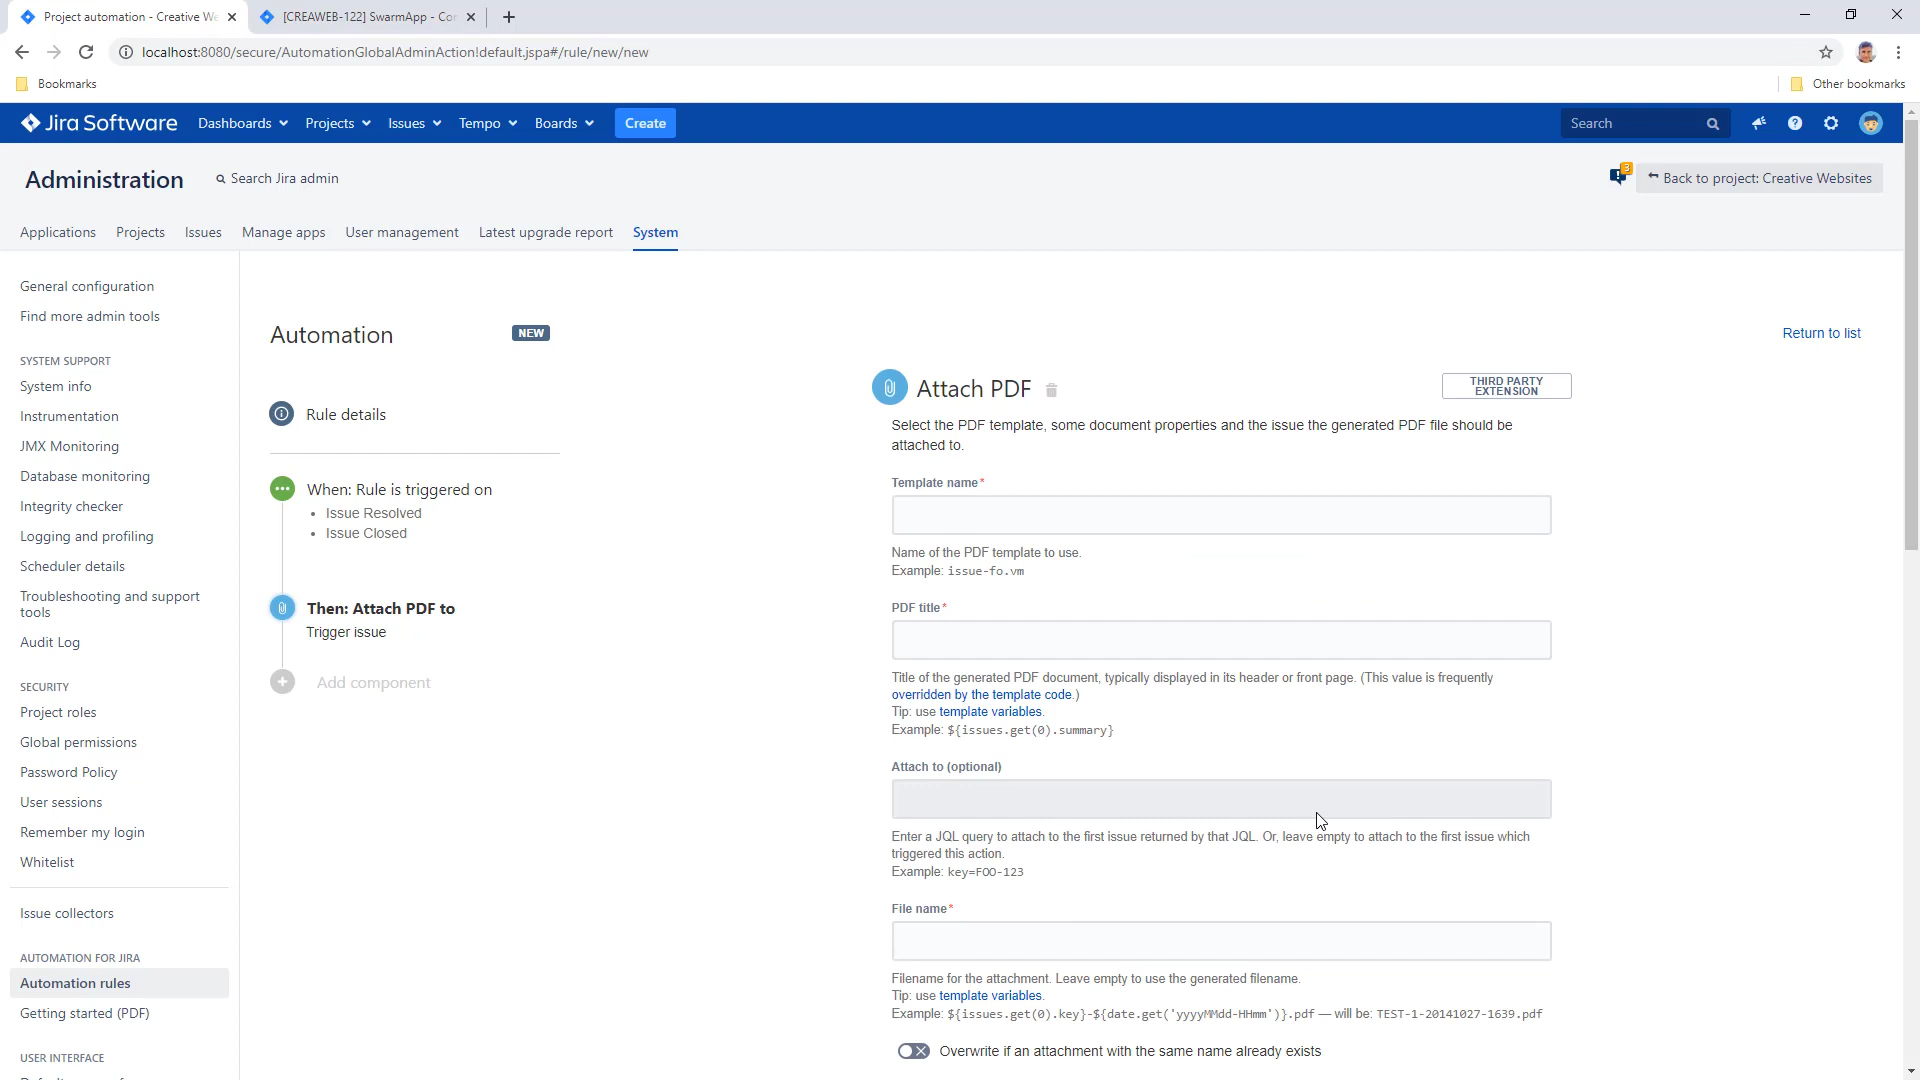 Project automation - Creative We
[CREAWEB-122] SwarmApp - Con
localhost:8080/secure/AutomationGlobalAdminAction!default.jspa#/rule/new/new
Bookmarks
Other bookmarks
Jira Software
Dashboards
Projects
Issues
Tempo
Boards
Create
Search
Administration
Search Jira admin
3
Back to project: Creative Websites
Applications
Projects
Issues
Manage apps
User management
Latest upgrade report
System
General configuration
Find more admin tools
SYSTEM SUPPORT
System info
Instrumentation
JMX Monitoring
Database monitoring
Integrity checker
Logging and profiling
Scheduler details
Troubleshooting and support
tools
Audit Log
SECURITY
Project roles
Global permissions
Password Policy
User sessions
Remember my login
Whitelist
Issue collectors
AUTOMATION FOR JIRA
Automation rules
Getting started (PDF)
USER INTERFACE
Automation
NEW
Return to list
Rule details
When: Rule is triggered on
• Issue Resolved
• Issue Closed
Then: Attach PDF to
Trigger issue
Add component
Attach PDF
THIRD PARTY
EXTENSION
Select the PDF template, some document properties and the issue the generated PDF file should be
attached to.
Template name*
Name of the PDF template to use.
Example: issue-fo.vm
PDF title*
Title of the generated PDF document, typically displayed in its header or front page. (This value is frequently
overridden by the template code.)
Tip: use template variables.
Example: ${issues.get(0).summary}
Attach to (optional)
Enter a JQL query to attach to the first issue returned by that JQL. Or, leave empty to attach to the first issue which
triggered this action.
Example: key=FOO-123
File name*
Filename for the attachment. Leave empty to use the generated filename.
Tip: use template variables.
Example: ${issues.get(0).key}-${date.get('yyyyMMdd-HHmm')}.pdf — will be: TEST-1-20141027-1639.pdf
Overwrite if an attachment with the same name already exists